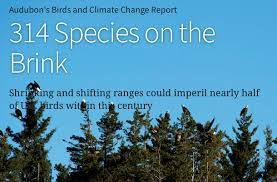 Audubon's Birds and Climate Change Report
314 Species on the
Brink
Shrinking and shifting ranges could imperil nearly half
of U.S. birds within this century